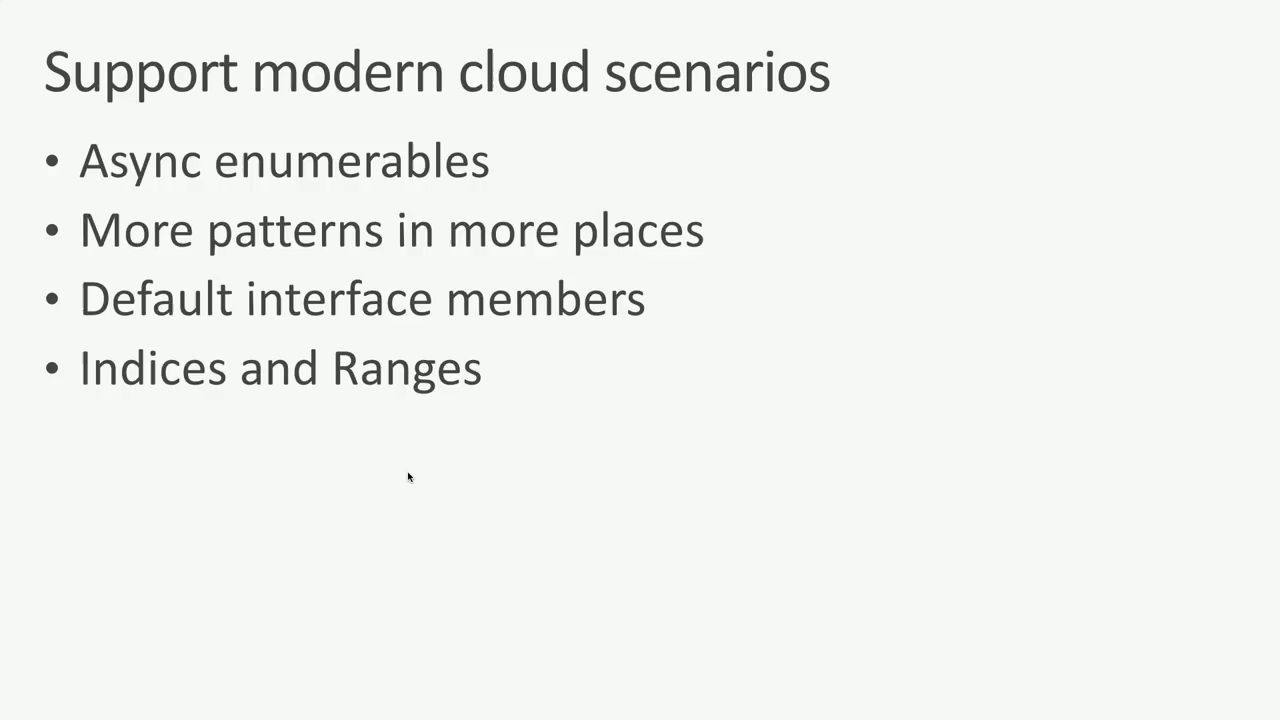 Support modern cloud scenarios
• Async enumerables
• More patterns in more places
• Default interface members
• Indices and Ranges